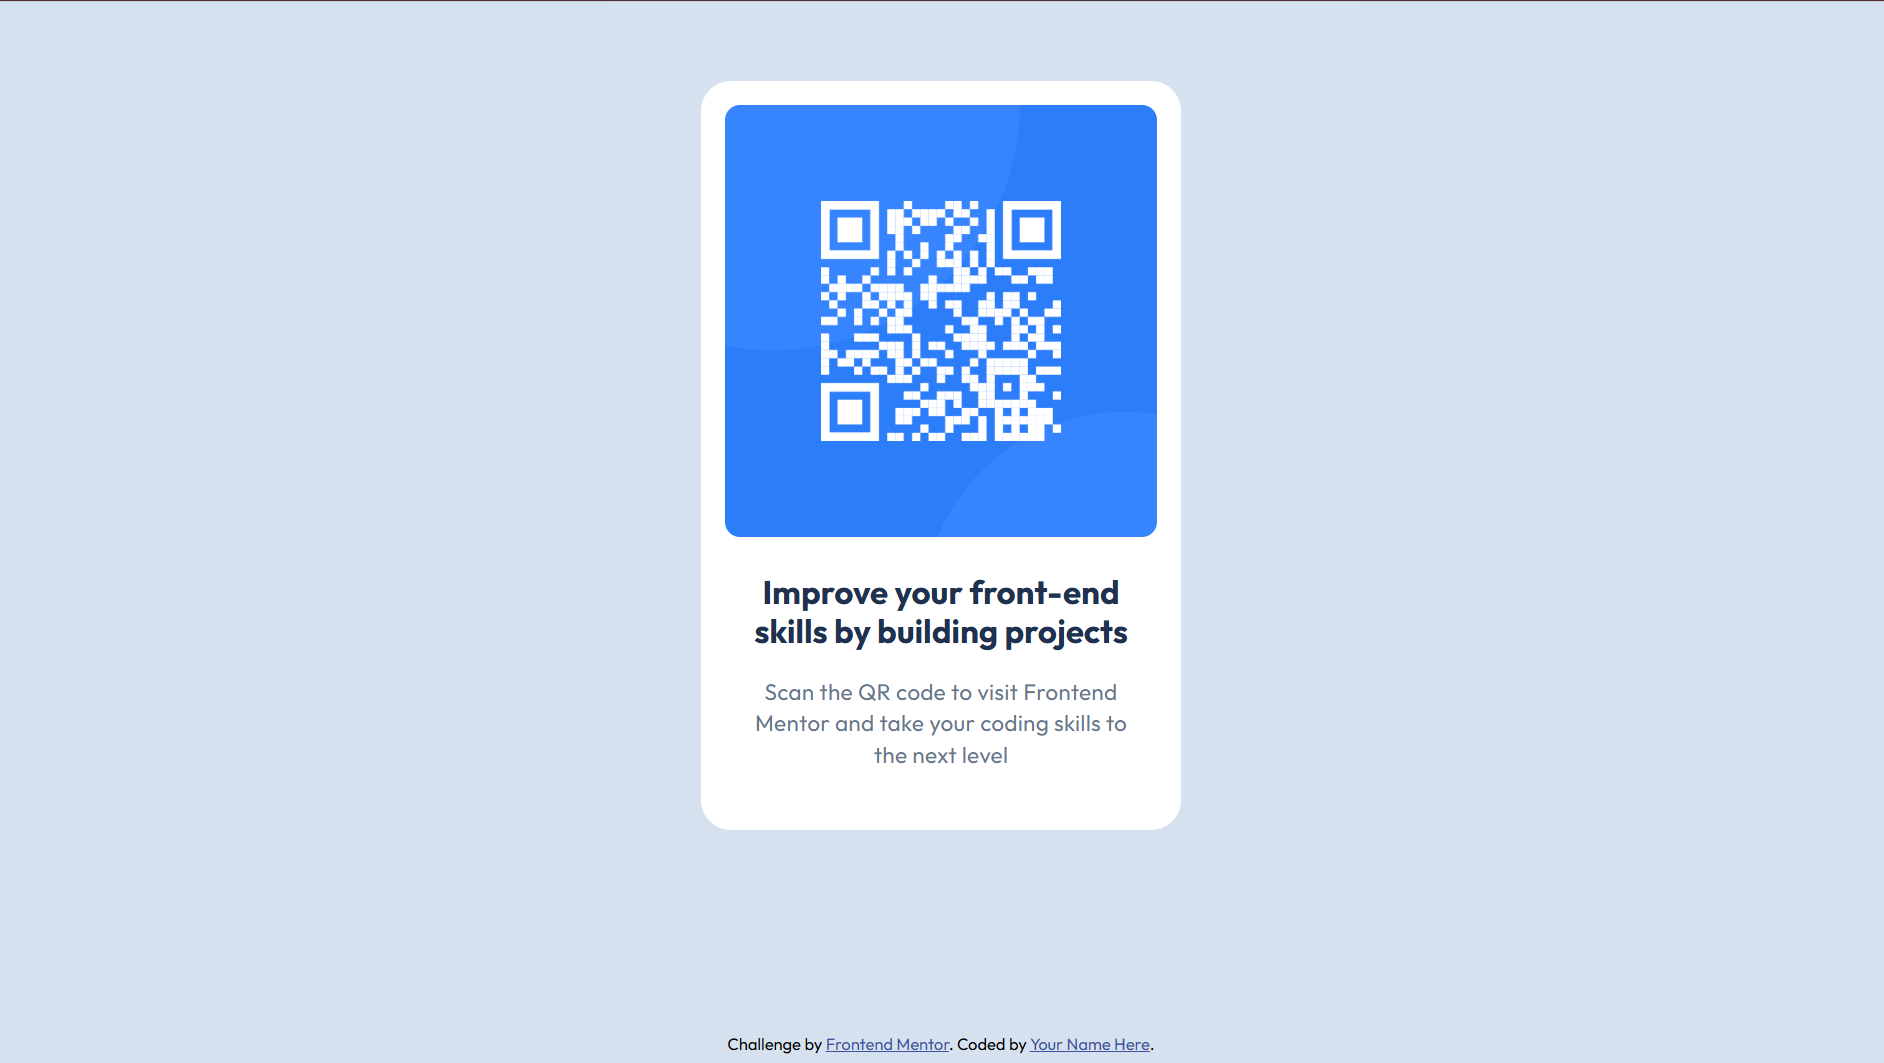 Improve your front-end
skills by building projects
Scan the QR code to visit Frontend
Mentor and take your coding skills to
the next level
Challenge by Frontend Mentor. Coded by Your Name Here.